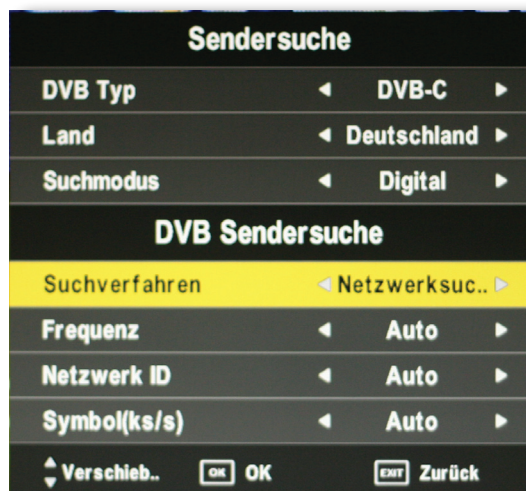 Sendersuche
DVB Typ DVB-C
Land Deutschland
Suchmodus Digital
DVB Sendersuche
Suchverfahren Netzwerksuc..
Frequenz Auto
Netzwerk ID Auto
Symbol(ks/s) Auto
Verschieb.. OK OK EXIT Zurück